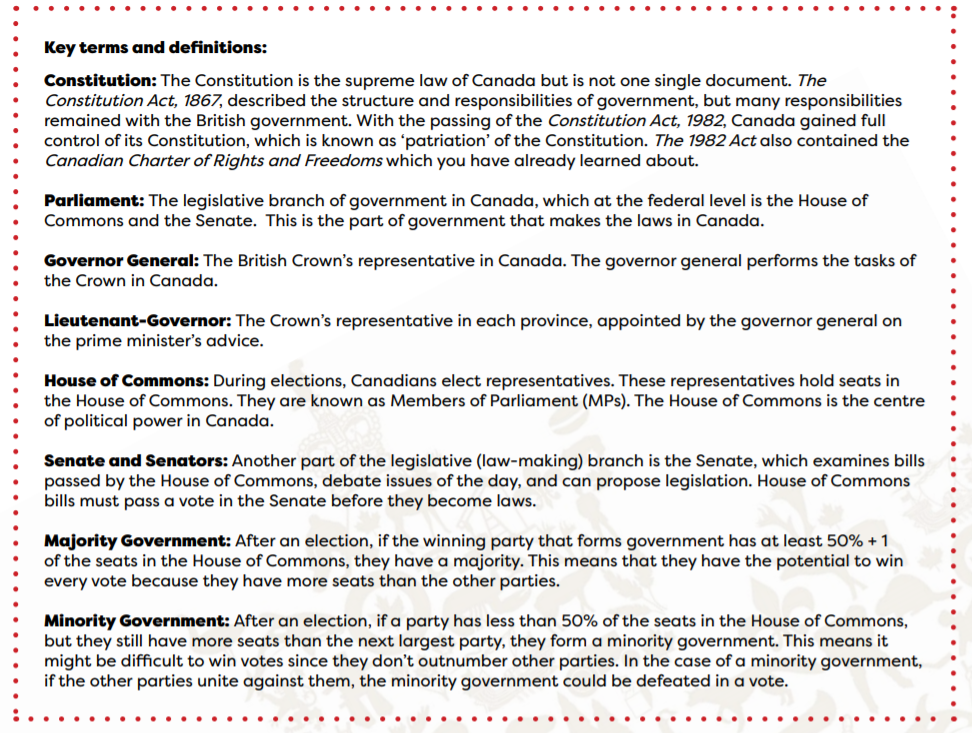 Key terms and definitions:
Constitution: The Constitution is the supreme law of Canada but is not one single document. The
Constitution Act, 1867, described the structure and responsibilities of government, but many responsibilities
remained with the British government. With the passing of the Constitution Act, 1982, Canada gained full
control of its Constitution, which is known as ‘patriation’ of the Constitution. The 1982 Act also contained the
Canadian Charter of Rights and Freedoms which you have already learned about.
Parliament: The legislative branch of government in Canada, which at the federal level is the House of
Commons and the Senate.  This is the part of government that makes the laws in Canada.
Governor General: The British Crown’s representative in Canada. The governor general performs the tasks of
the Crown in Canada.
Lieutenant-Governor: The Crown’s representative in each province, appointed by the governor general on
the prime minister’s advice.
House of Commons: During elections, Canadians elect representatives. These representatives hold seats in
the House of Commons. They are known as Members of Parliament (MPs). The House of Commons is the centre
of political power in Canada.
Senate and Senators: Another part of the legislative (law-making) branch is the Senate, which examines bills
passed by the House of Commons, debate issues of the day, and can propose legislation. House of Commons
bills must pass a vote in the Senate before they become laws.
Majority Government: After an election, if the winning party that forms government has at least 50% + 1
of the seats in the House of Commons, they have a majority. This means that they have the potential to win
every vote because they have more seats than the other parties.
Minority Government: After an election, if a party has less than 50% of the seats in the House of Commons,
but they still have more seats than the next largest party, they form a minority government. This means it
might be difficult to win votes since they don’t outnumber other parties. In the case of a minority government,
if the other parties unite against them, the minority government could be defeated in a vote.